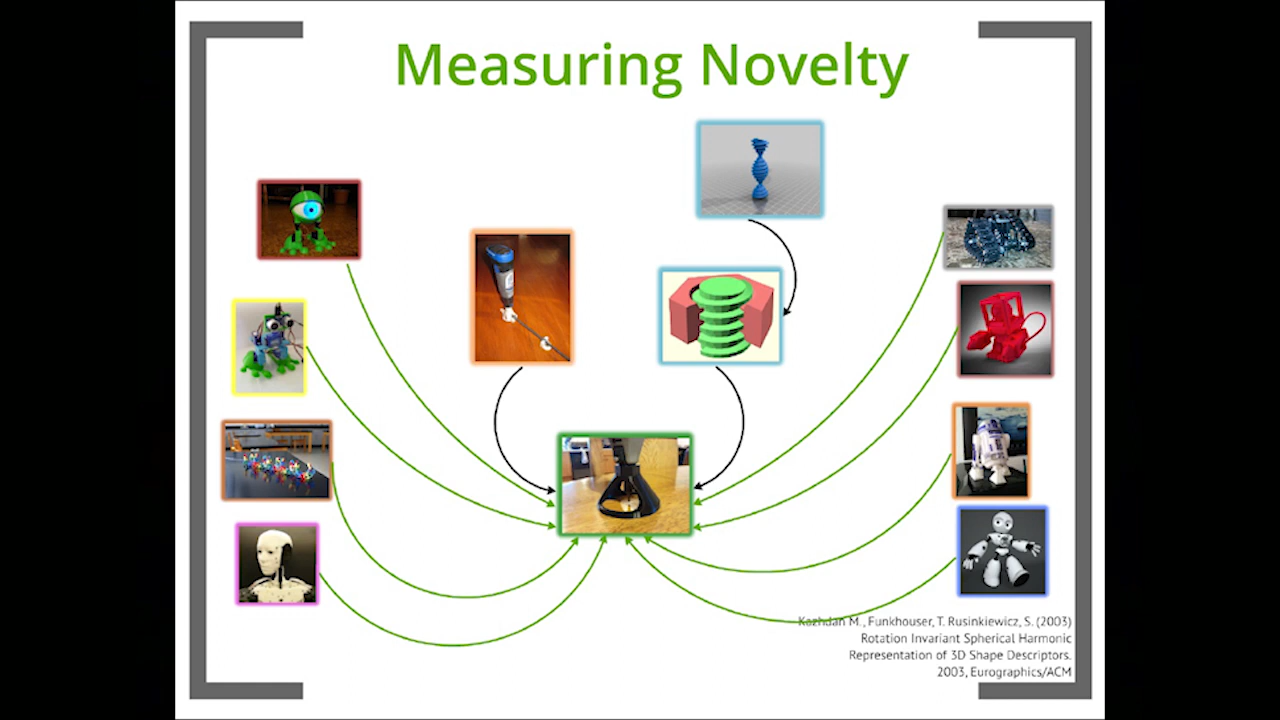 Measuring Novelty
Kazhdan M., Funkhouser, T. Rusinkiewicz, S. (2003)
Rotation Invariant Spherical Harmonic
Representation of 3D Shape Descriptors.
2003, Eurographics/ACM